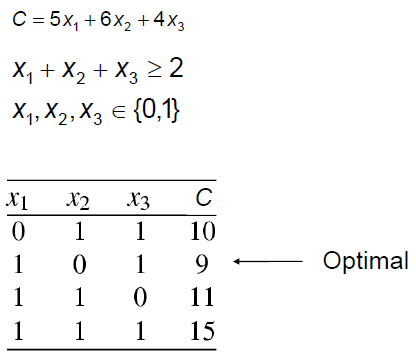 C = 5x₁ + 6x₂ + 4x₃
x₁ + x₂ + x₃ ≥ 2
x₁, x₂, x₃ ∈ {0,1}
x₁ x₂ x₃ C
0 1 1 10
1 0 1 9 ← Optimal
1 1 0 11
1 1 1 15